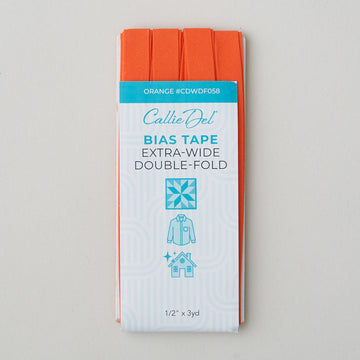 ORANGE #CDWDF058
Callie Del
BIAS TAPE
EXTRA-WIDE
DOUBLE-FOLD
1/2" x 3yd